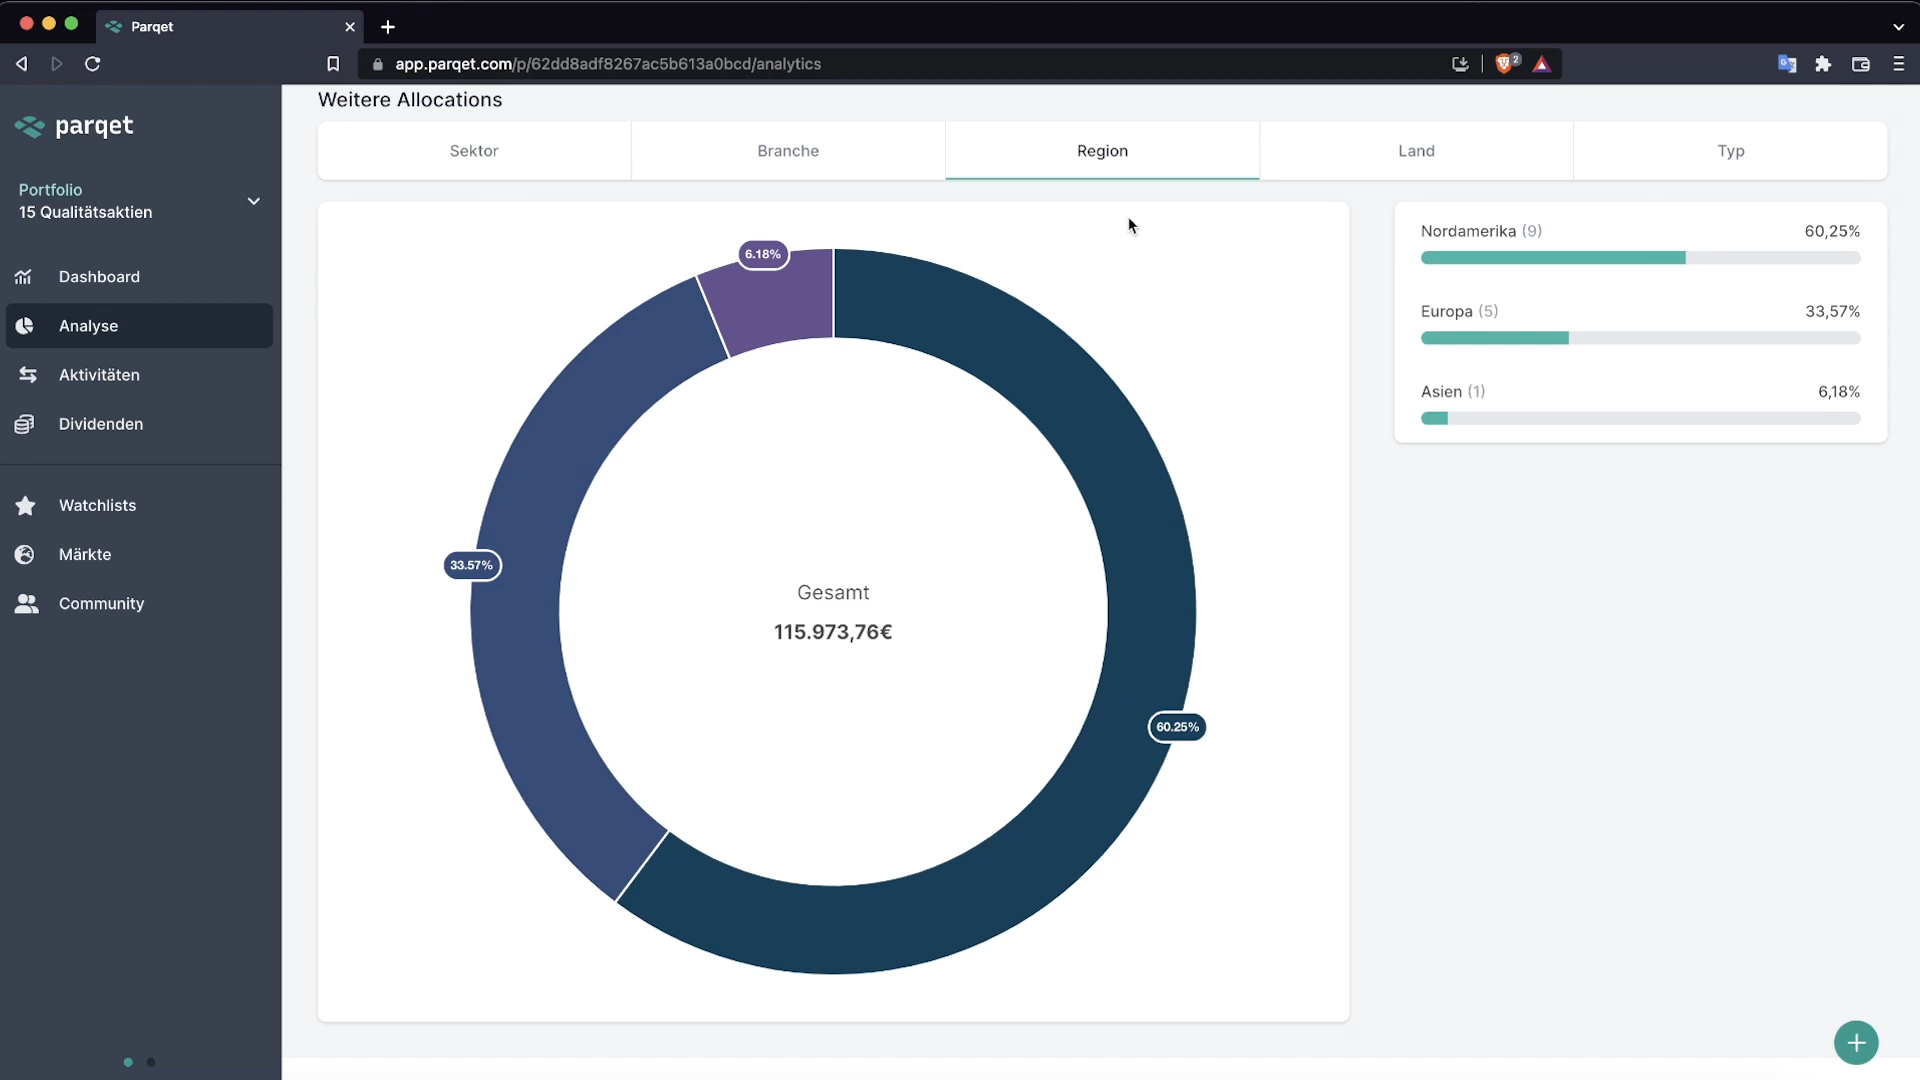 Parqet
app.parqet.com/p/62dd8adf8267ac5b613a0bcd/analytics
2
parqet
Portfolio
15 Qualitätsaktien
Dashboard
Analyse
Aktivitäten
Dividenden
Watchlists
Märkte
Community
Weitere Allocations
Sektor
Branche
Region
Land
Typ
6.18%
33.57%
60.25%
Gesamt
115.973,76€
Nordamerika (9) 60,25%
Europa (5) 33,57%
Asien (1) 6,18%